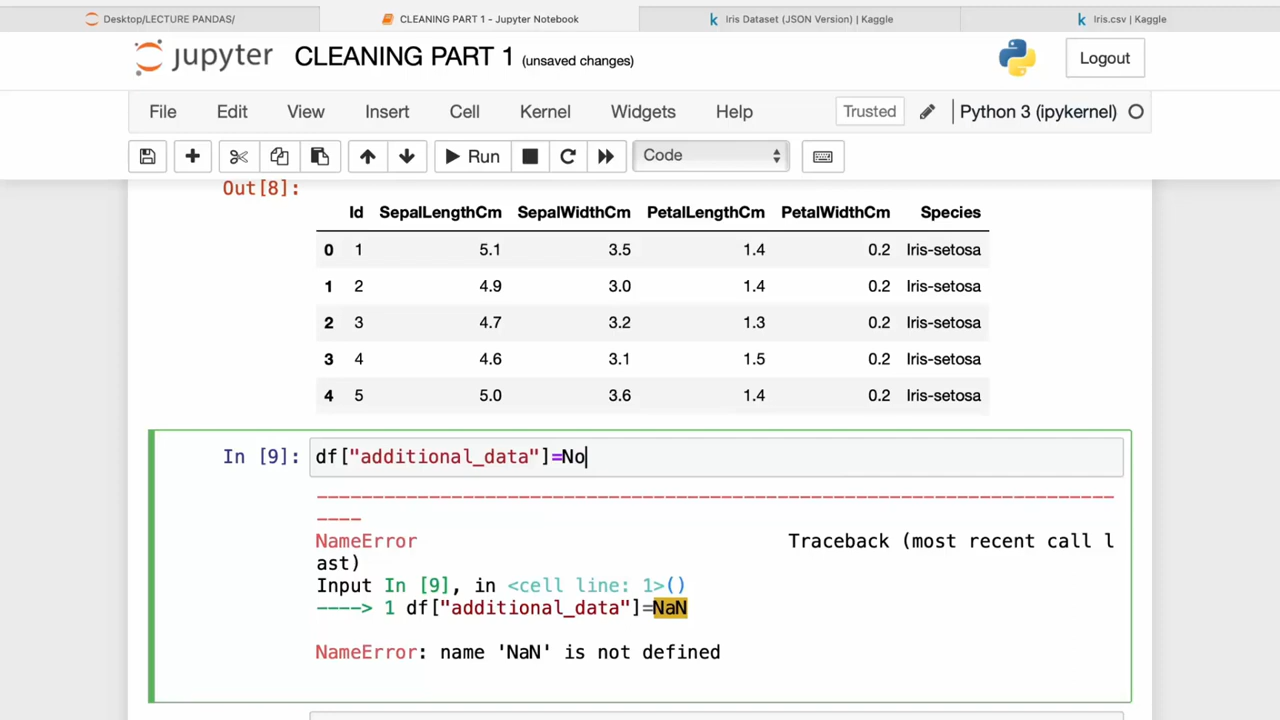 Desktop/LECTURE PANDAS/ CLEANING PART 1 - Jupyter Notebook Iris Dataset (JSON Version) | Kaggle Iris.csv | Kaggle
jupyter CLEANING PART 1 (unsaved changes) Logout
File Edit View Insert Cell Kernel Widgets Help Trusted Python 3 (ipykernel)
Run Code
Out[8]:
Id SepalLengthCm SepalWidthCm PetalLengthCm PetalWidthCm Species
0 1 5.1 3.5 1.4 0.2 Iris-setosa
1 2 4.9 3.0 1.4 0.2 Iris-setosa
2 3 4.7 3.2 1.3 0.2 Iris-setosa
3 4 4.6 3.1 1.5 0.2 Iris-setosa
4 5 5.0 3.6 1.4 0.2 Iris-setosa
In [9]: df["additional_data"]=No
---------------------------------------------------------------------------
NameError Traceback (most recent call l
ast)
Input In [9], in <cell line: 1>()
----> 1 df["additional_data"]=NaN
NameError: name 'NaN' is not defined